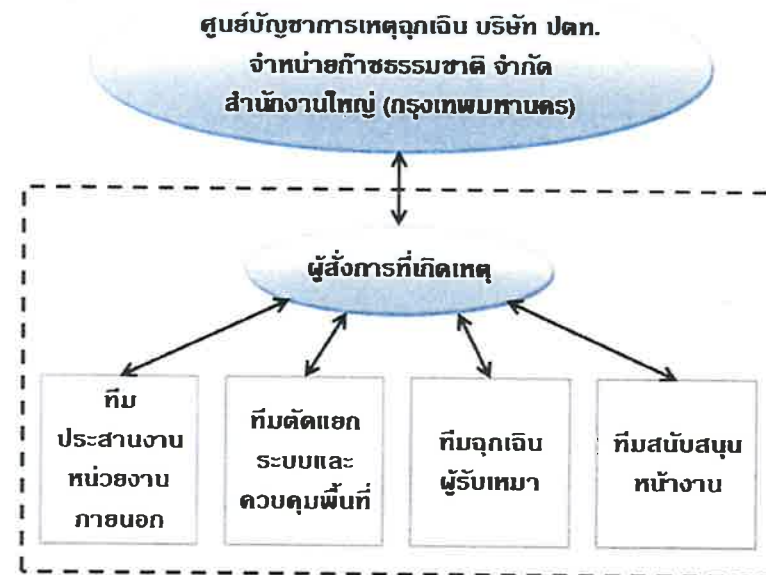 ศูนย์บัญชาการเหตุฉุกเฉิน บริษัท ปตท.
จำหน่ายก๊าซธรรมชาติ จำกัด
สำนักงานใหญ่ (กรุงเทพมหานคร)
ผู้สั่งการที่เกิดเหตุ
ทีม
ประสานงาน
หน่วยงาน
ภายนอก
ทีมตัดแยก
ระบบและ
ควบคุมพื้นที่
ทีมฉุกเฉิน
ผู้รับเหมา
ทีมสนับสนุน
หน้างาน